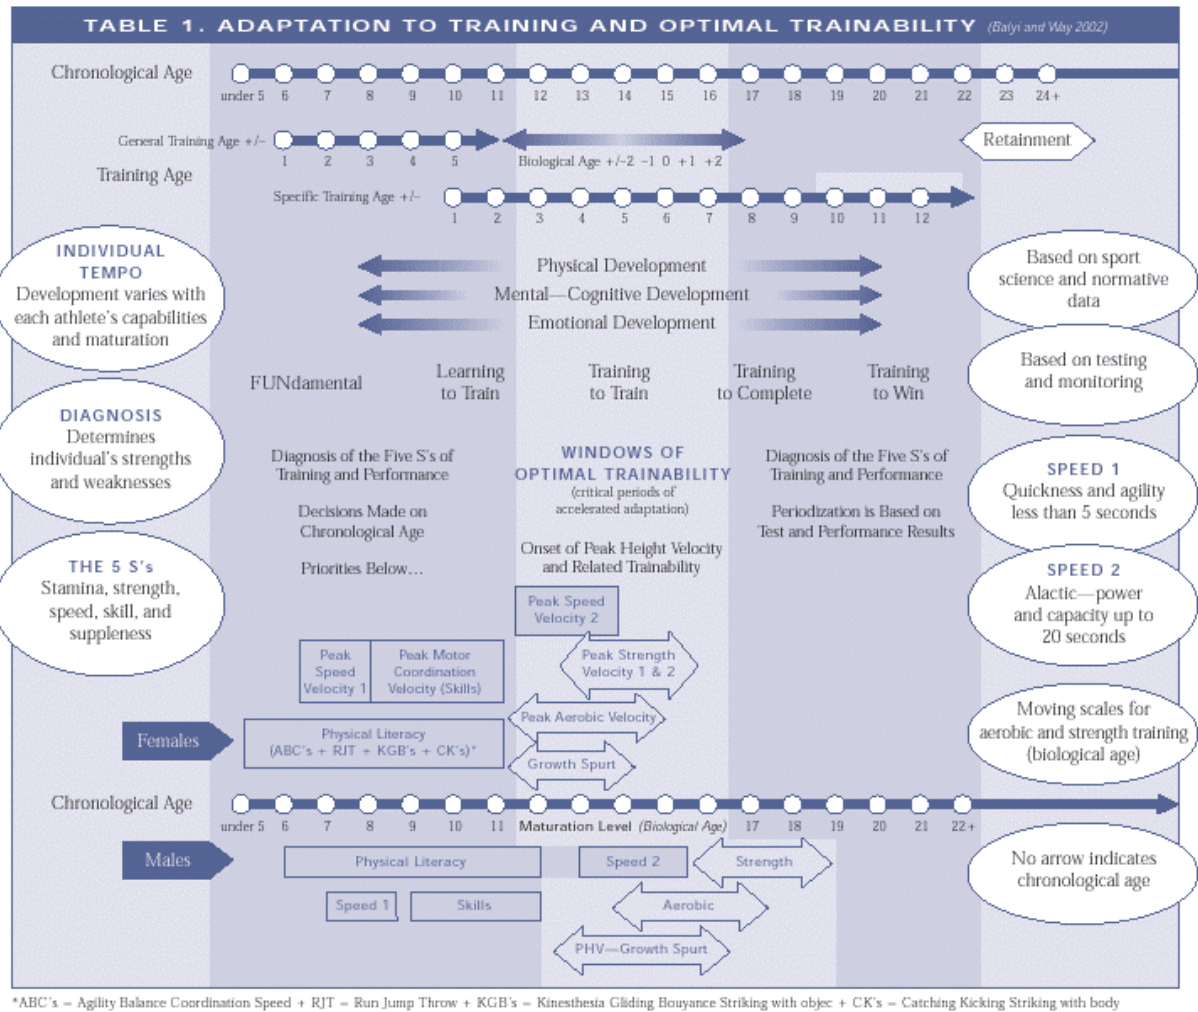 TABLE 1. ADAPTATION TO TRAINING AND OPTIMAL TRAINABILITY (Balyi and Way 2002)
Chronological Age
under 5 6 7 8 9 10 11 12 13 14 15 16 17 18 19 20 21 22 23 24+
General Training Age +/–
1 2 3 4 5
Biological Age +/–2 –1 0 +1 +2
Retainment
Training Age
Specific Training Age +/–
1 2 3 4 5 6 7 8 9 10 11 12
INDIVIDUAL
TEMPO
Development varies with
each athlete's capabilities
and maturation
Physical Development
Mental—Cognitive Development
Emotional Development
Based on sport
science and normative
data
FUNdamental
Learning
to Train
Training
to Train
Training
to Complete
Training
to Win
Based on testing
and monitoring
DIAGNOSIS
Determines
individual's strengths
and weaknesses
Diagnosis of the Five S's of
Training and Performance
Decisions Made on
Chronological Age
Priorities Below...
WINDOWS OF
OPTIMAL TRAINABILITY
(critical periods of
accelerated adaptation)
Onset of Peak Height Velocity
and Related Trainability
Diagnosis of the Five S's of
Training and Performance
Periodization is Based on
Test and Performance Results
SPEED 1
Quickness and agility
less than 5 seconds
THE 5 S's
Stamina, strength,
speed, skill, and
suppleness
SPEED 2
Alactic—power
and capacity up to
20 seconds
Peak Speed
Velocity 2
Peak
Speed
Velocity 1
Peak Motor
Coordination
Velocity (Skills)
Peak Strength
Velocity 1 & 2
Peak Aerobic Velocity
Females
Physical Literacy
(ABC's + RJT + KGB's + CK's)*
Growth Spurt
Moving scales for
aerobic and strength training
(biological age)
Chronological Age
under 5 6 7 8 9 10 11 Maturation Level (Biological Age) 17 18 19 20 21 22+
Males
Physical Literacy
Speed 2
Strength
Speed 1
Skills
Aerobic
PHV—Growth Spurt
No arrow indicates
chronological age
*ABC's – Agility Balance Coordination Speed + RJT – Run Jump Throw + KGB's – Kinesthesia Gliding Bouyance Striking with objec + CK's – Catching Kicking Striking with body